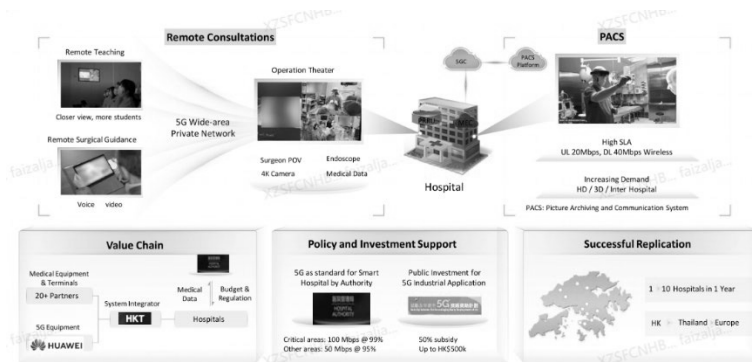 Remote Consultations
PACS
Remote Teaching
Closer view, more students
Remote Surgical Guidance
Voice video
5G Wide-area
Private Network
Operation Theater
Surgeon POV
Endoscope
4K Camera
Medical Data
5GC
PACS
Platform
Hospital
High SLA
UL 20Mbps, DL 40Mbps Wireless
Increasing Demand
HD / 3D / Inter Hospital
PACS: Picture Archiving and Communication System
Value Chain
Medical Equipment
& Terminals
20+ Partners
5G Equipment
HUAWEI
System Integrator
HKT
Medical
Data
Budget &
Regulation
Hospitals
Policy and Investment Support
5G as standard for Smart
Hospital by Authority
HOSPITAL
AUTHORITY
Critical areas: 100 Mbps @ 99%
Other areas: 50 Mbps @ 95%
Public Investment for
5G Industrial Application
5G
50% subsidy
Up to HK$500k
Successful Replication
1 10 Hospitals in 1 Year
HK Thailand Europe